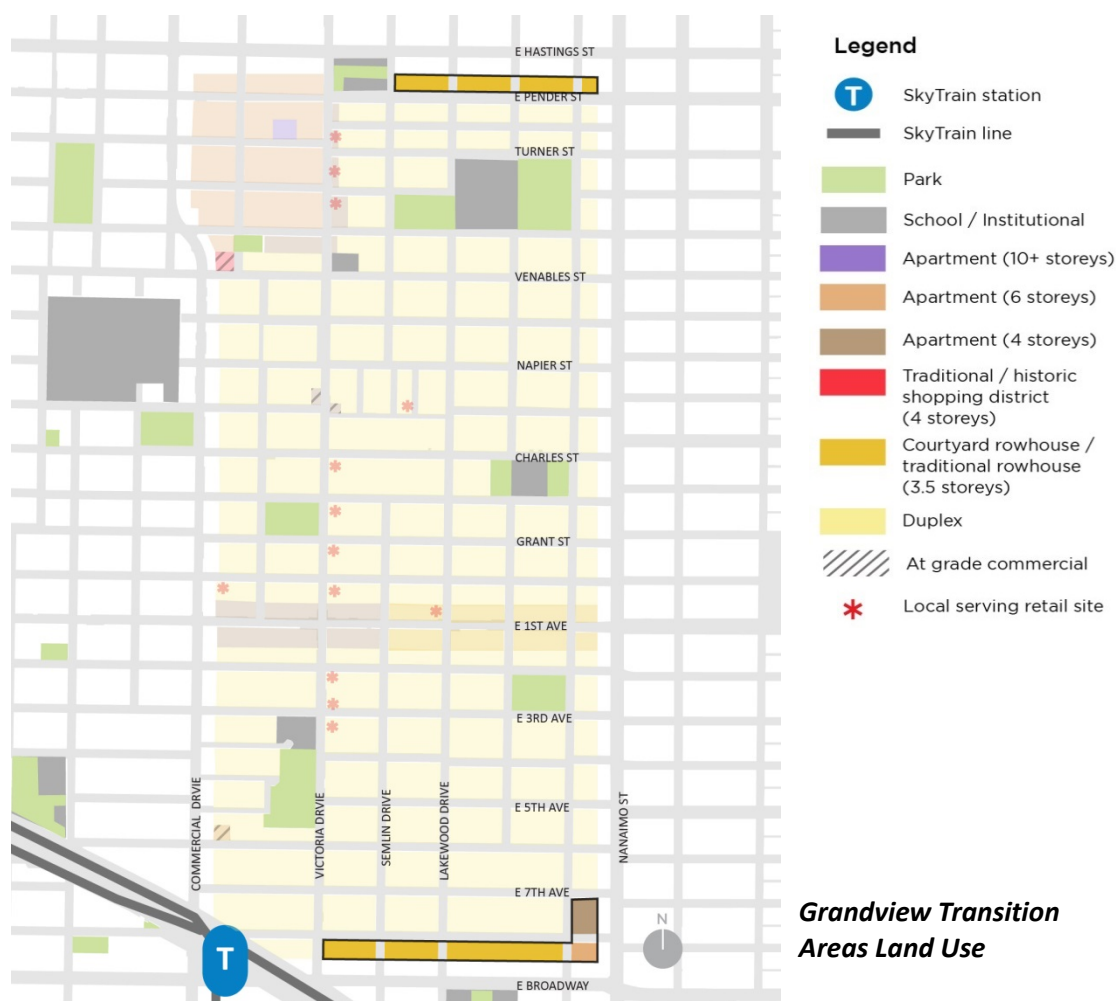 E HASTINGS ST
E PENDER ST
TURNER ST
VENABLES ST
NAPIER ST
CHARLES ST
GRANT ST
E 1ST AVE
E 3RD AVE
E 5TH AVE
E 7TH AVE
E BROADWAY
COMMERCIAL DRVIE
VICTORIA DRVIE
SEMLIN DRIVE
LAKEWOOD DRIVE
NANAIMO ST
T
N
Legend
T SkyTrain station
SkyTrain line
Park
School / Institutional
Apartment (10+ storeys)
Apartment (6 storeys)
Apartment (4 storeys)
Traditional / historic
shopping district
(4 storeys)
Courtyard rowhouse /
traditional rowhouse
(3.5 storeys)
Duplex
At grade commercial
Local serving retail site
Grandview Transition
Areas Land Use